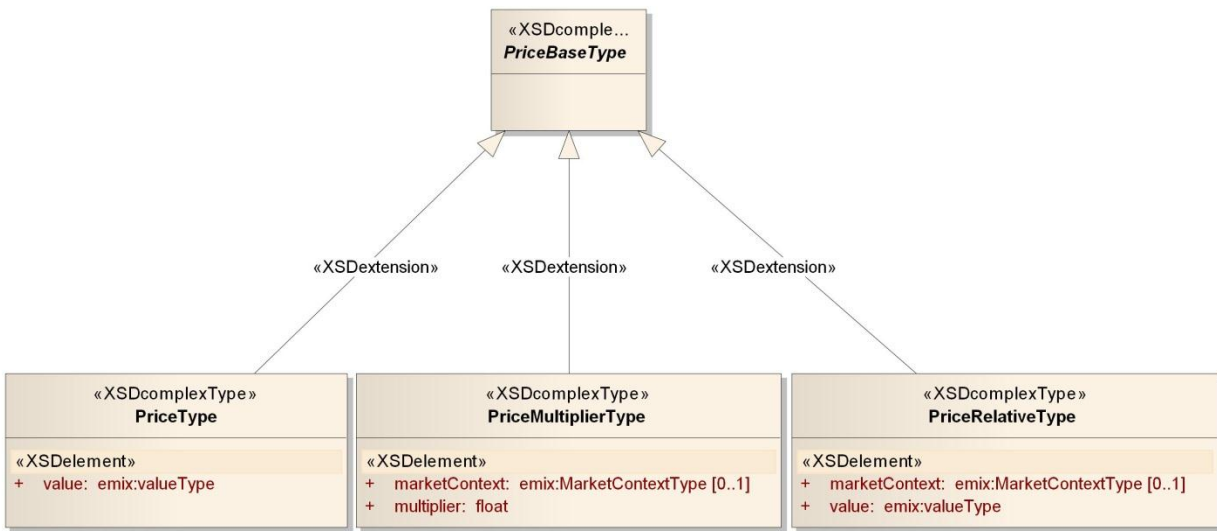 «XSDcomple...
PriceBaseType
«XSDextension»
«XSDextension»
«XSDextension»
«XSDcomplexType»
PriceType
«XSDelement»
+ value: emix:valueType
«XSDcomplexType»
PriceMultiplierType
«XSDelement»
+ marketContext: emix:MarketContextType [0..1]
+ multiplier: float
«XSDcomplexType»
PriceRelativeType
«XSDelement»
+ marketContext: emix:MarketContextType [0..1]
+ value: emix:valueType